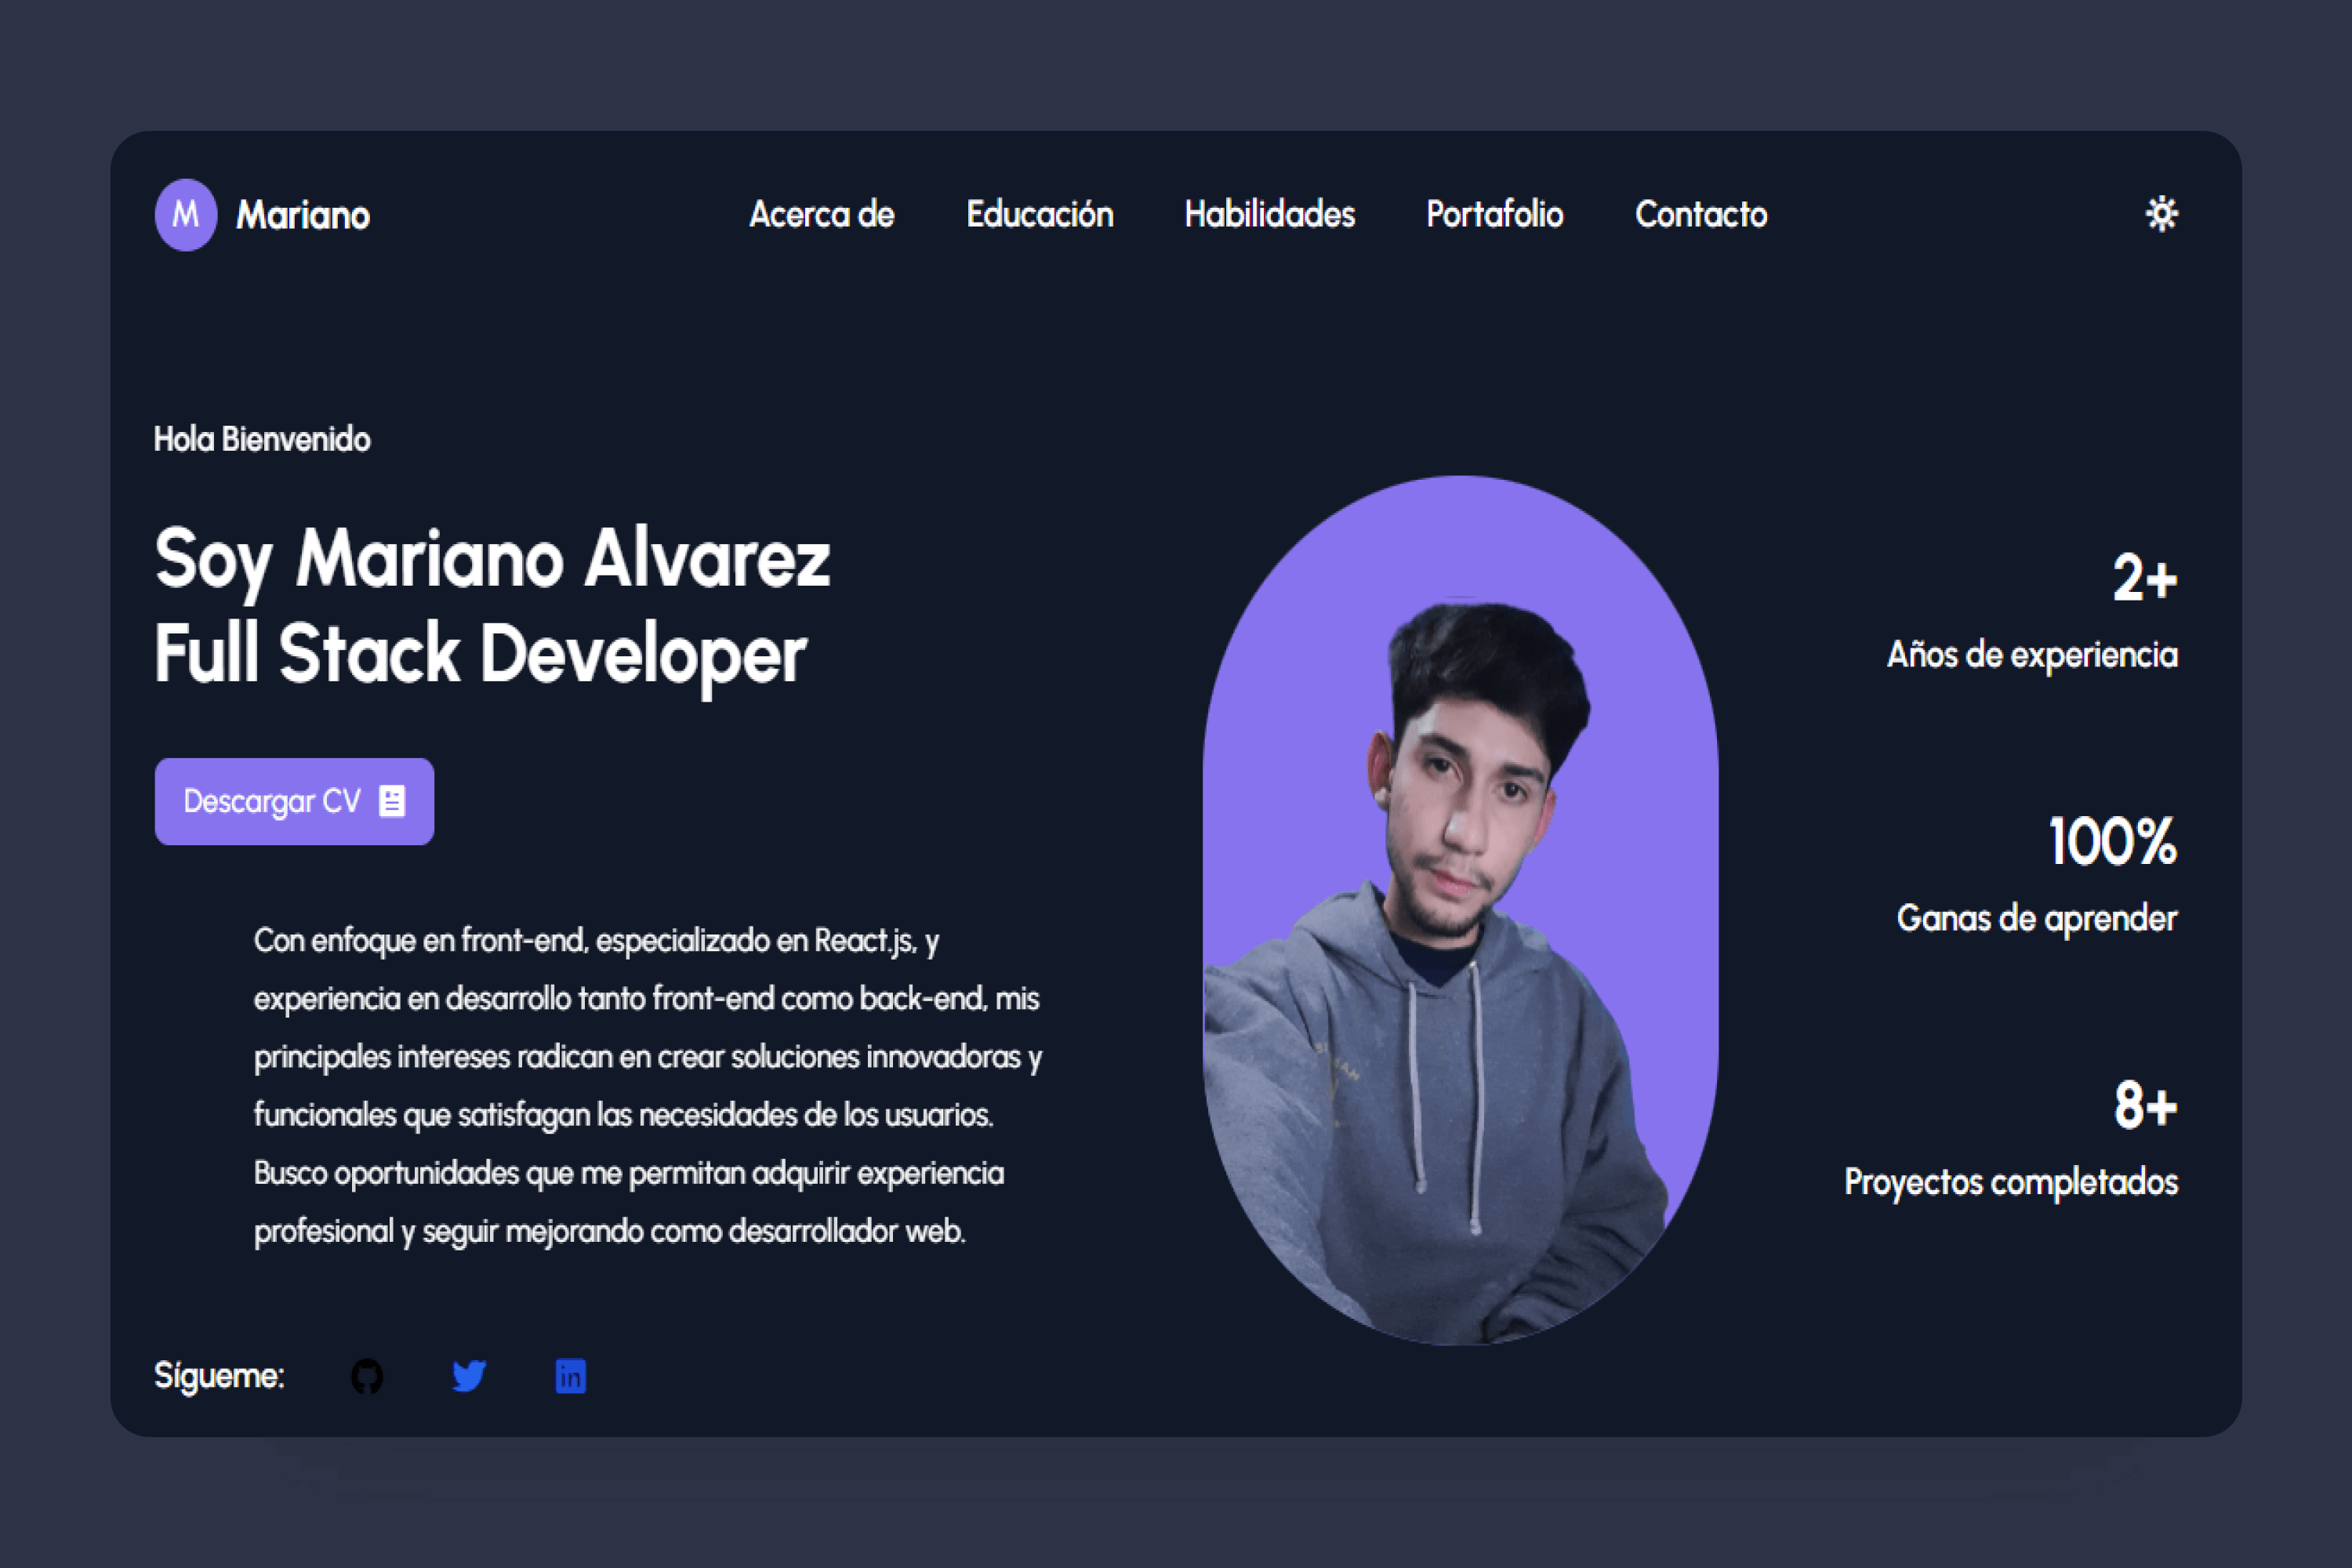 M Mariano
Acerca de
Educación
Habilidades
Portafolio
Contacto
Hola Bienvenido
Soy Mariano Alvarez
Full Stack Developer
Descargar CV
Con enfoque en front-end, especializado en React.js, y
experiencia en desarrollo tanto front-end como back-end, mis
principales intereses radican en crear soluciones innovadoras y
funcionales que satisfagan las necesidades de los usuarios.
Busco oportunidades que me permitan adquirir experiencia
profesional y seguir mejorando como desarrollador web.
Sígueme:
in
2+
Años de experiencia
100%
Ganas de aprender
8+
Proyectos completados